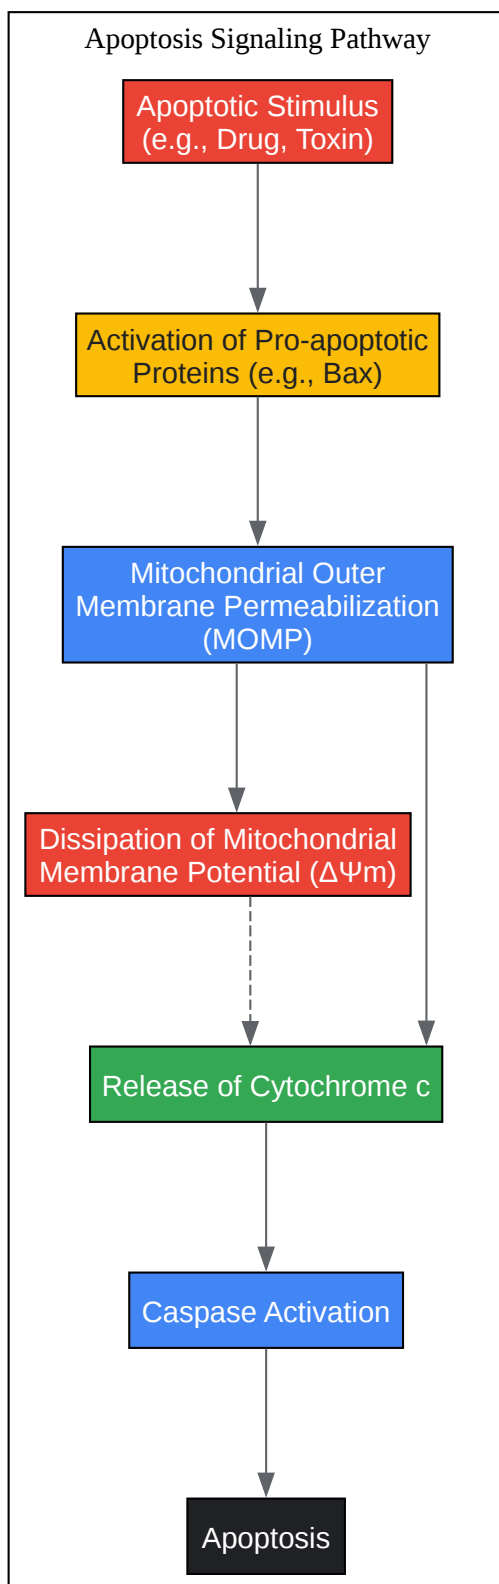 Apoptosis Signaling Pathway
Apoptotic Stimulus
(e.g., Drug, Toxin)
Activation of Pro-apoptotic
Proteins (e.g., Bax)
Mitochondrial Outer
Membrane Permeabilization
(MOMP)
Dissipation of Mitochondrial
Membrane Potential (ΔΨm)
Release of Cytochrome c
Caspase Activation
Apoptosis